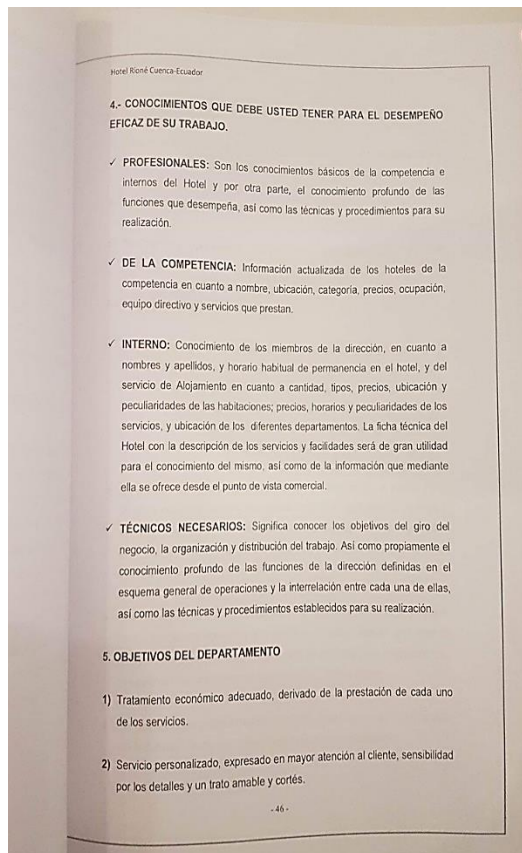 Hotel Rioné Cuenca-Ecuador
4.- CONOCIMIENTOS QUE DEBE USTED TENER PARA EL DESEMPEÑO
EFICAZ DE SU TRABAJO.
✓ PROFESIONALES: Son los conocimientos básicos de la competencia e
internos del Hotel y por otra parte, el conocimiento profundo de las
funciones que desempeña, así como las técnicas y procedimientos para su
realización.
✓ DE LA COMPETENCIA: Información actualizada de los hoteles de la
competencia en cuanto a nombre, ubicación, categoría, precios, ocupación,
equipo directivo y servicios que prestan.
✓ INTERNO: Conocimiento de los miembros de la dirección, en cuanto a
nombres y apellidos, y horario habitual de permanencia en el hotel, y del
servicio de Alojamiento en cuanto a cantidad, tipos, precios, ubicación y
peculiaridades de las habitaciones; precios, horarios y peculiaridades de los
servicios, y ubicación de los diferentes departamentos. La ficha técnica del
Hotel con la descripción de los servicios y facilidades será de gran utilidad
para el conocimiento del mismo, así como de la información que mediante
ella se ofrece desde el punto de vista comercial.
✓ TÉCNICOS NECESARIOS: Significa conocer los objetivos del giro del
negocio, la organización y distribución del trabajo. Así como propiamente el
conocimiento profundo de las funciones de la dirección definidas en el
esquema general de operaciones y la interrelación entre cada una de ellas,
así como las técnicas y procedimientos establecidos para su realización.
5. OBJETIVOS DEL DEPARTAMENTO
1) Tratamiento económico adecuado, derivado de la prestación de cada uno
de los servicios.
2) Servicio personalizado, expresado en mayor atención al cliente, sensibilidad
por los detalles y un trato amable y cortés.
- 46 -